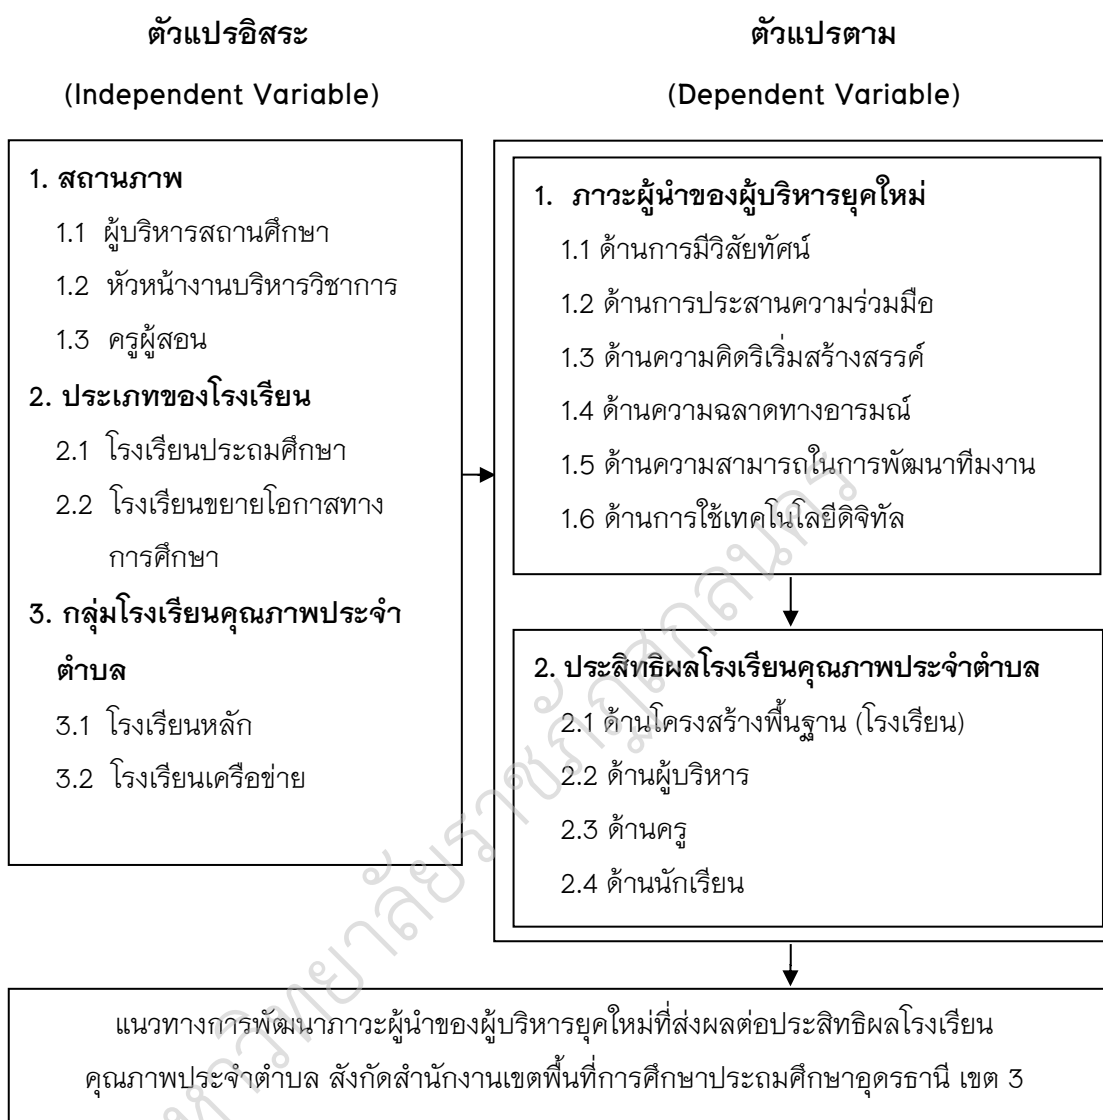 ตัวแปรอิสระ
(Independent Variable)
1. สถานภาพ
1.1 ผู้บริหารสถานศึกษา
1.2 หัวหน้างานบริหารวิชาการ
1.3 ครูผู้สอน
2. ประเภทของโรงเรียน
2.1 โรงเรียนประถมศึกษา
2.2 โรงเรียนขยายโอกาสทาง
การศึกษา
3. กลุ่มโรงเรียนคุณภาพประจำ
ตำบล
3.1 โรงเรียนหลัก
3.2 โรงเรียนเครือข่าย
ตัวแปรตาม
(Dependent Variable)
1. ภาวะผู้นำของผู้บริหารยุคใหม่
1.1 ด้านการมีวิสัยทัศน์
1.2 ด้านการประสานความร่วมมือ
1.3 ด้านความคิดริเริ่มสร้างสรรค์
1.4 ด้านความฉลาดทางอารมณ์
1.5 ด้านความสามารถในการพัฒนาทีมงาน
1.6 ด้านการใช้เทคโนโลยีดิจิทัล
2. ประสิทธิผลโรงเรียนคุณภาพประจำตำบล
2.1 ด้านโครงสร้างพื้นฐาน (โรงเรียน)
2.2 ด้านผู้บริหาร
2.3 ด้านครู
2.4 ด้านนักเรียน
แนวทางการพัฒนาภาวะผู้นำของผู้บริหารยุคใหม่ที่ส่งผลต่อประสิทธิผลโรงเรียน
คุณภาพประจำตำบล สังกัดสำนักงานเขตพื้นที่การศึกษาประถมศึกษาอุดรธานี เขต 3
หาวิทยาลัยราชภัฏสกลนคร